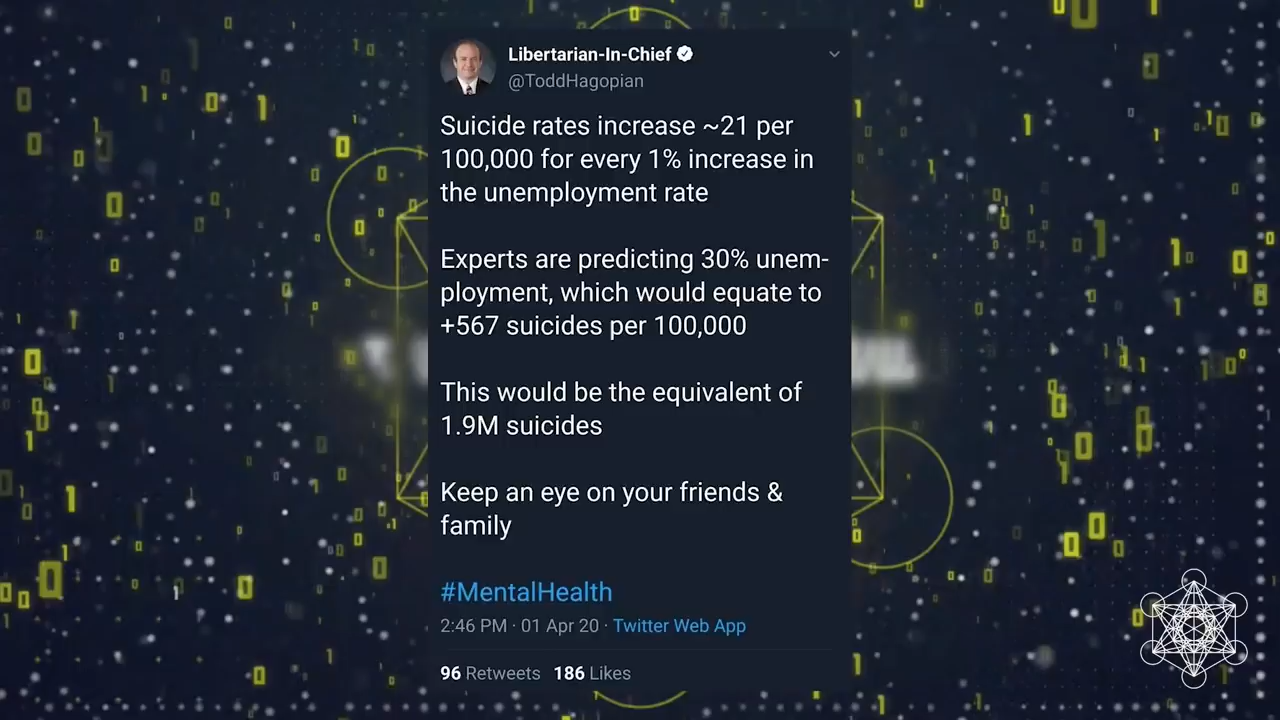 Libertarian-In-Chief
@ToddHagopian
Suicide rates increase ~21 per
100,000 for every 1% increase in
the unemployment rate
Experts are predicting 30% unem-
ployment, which would equate to
+567 suicides per 100,000
This would be the equivalent of
1.9M suicides
Keep an eye on your friends &
family
#MentalHealth
2:46 PM · 01 Apr 20 · Twitter Web App
96 Retweets 186 Likes